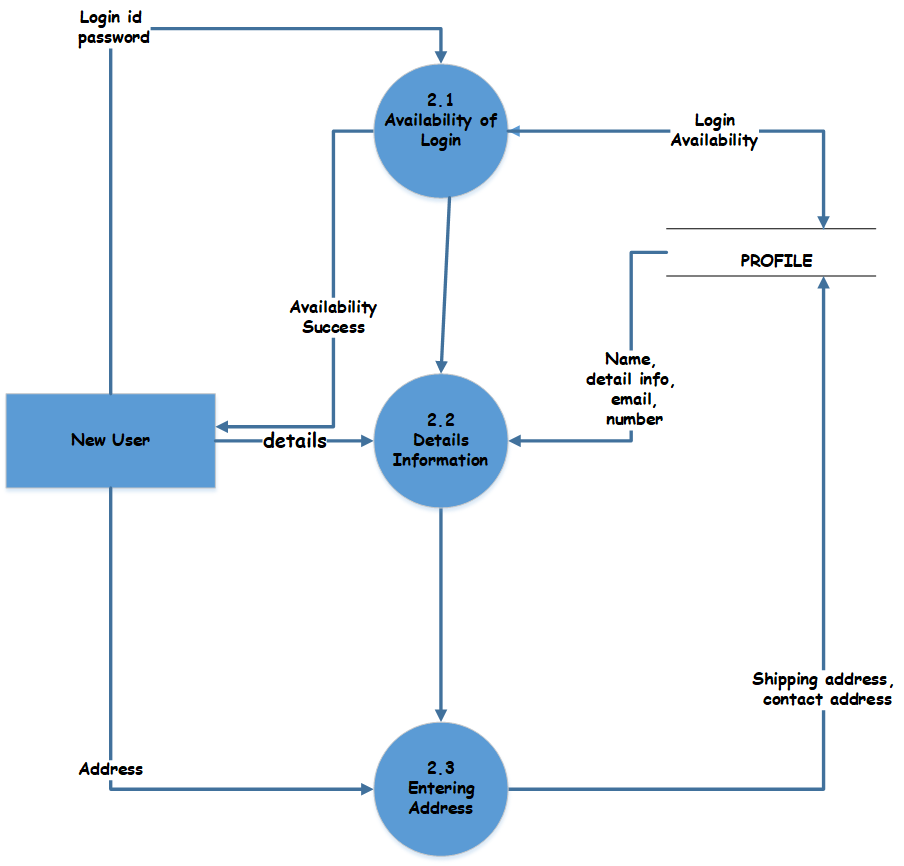 Login id
password
2.1
Availability of
Login
Login
Availability
PROFILE
Availability
Success
Name,
detail info,
email,
number
New User
details
2.2
Details
Information
Shipping address,
contact address
Address
2.3
Entering
Address